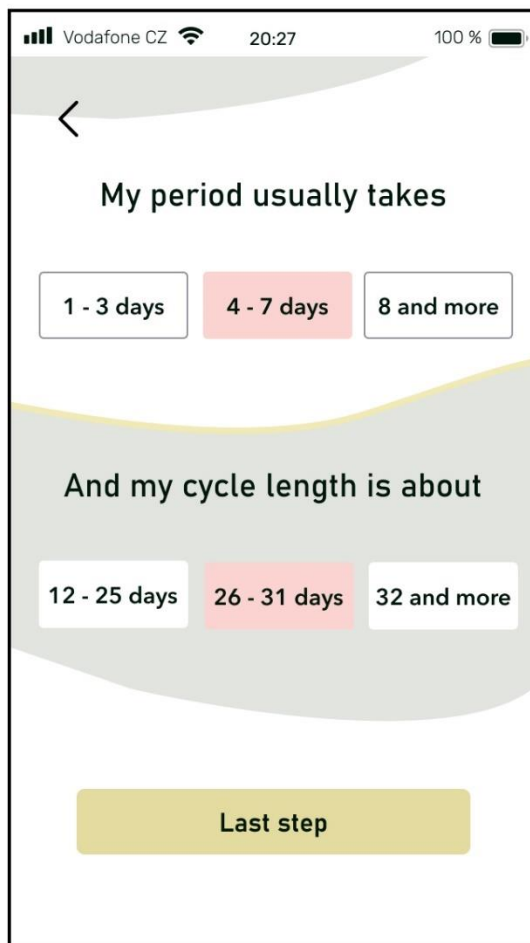 Vodafone CZ 20:27 100 %
My period usually takes
1 - 3 days 4 - 7 days 8 and more
And my cycle length is about
12 - 25 days 26 - 31 days 32 and more
Last step